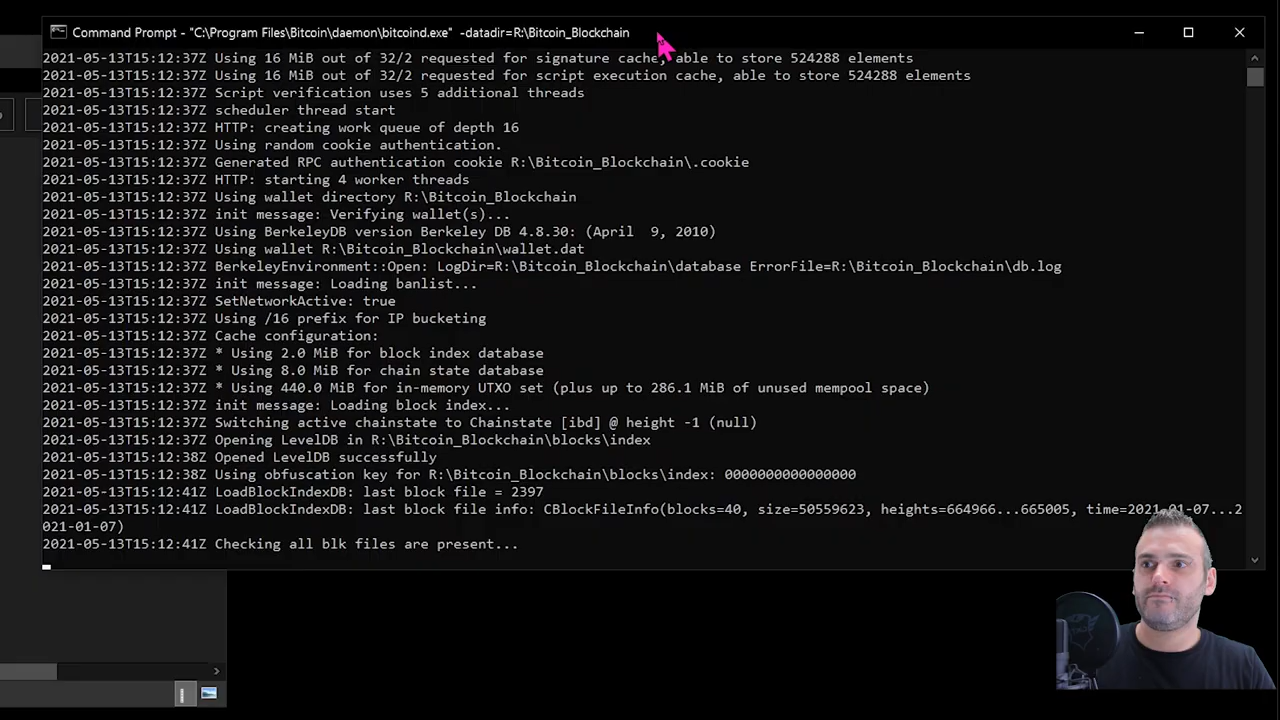 Command Prompt - "C:\Program Files\Bitcoin\daemon\bitcoind.exe" -datadir=R:\Bitcoin_Blockchain
2021-05-13T15:12:37Z Using 16 MiB out of 32/2 requested for signature cache, able to store 524288 elements
2021-05-13T15:12:37Z Using 16 MiB out of 32/2 requested for script execution cache, able to store 524288 elements
2021-05-13T15:12:37Z Script verification uses 5 additional threads
2021-05-13T15:12:37Z scheduler thread start
2021-05-13T15:12:37Z HTTP: creating work queue of depth 16
2021-05-13T15:12:37Z Using random cookie authentication.
2021-05-13T15:12:37Z Generated RPC authentication cookie R:\Bitcoin_Blockchain\.cookie
2021-05-13T15:12:37Z HTTP: starting 4 worker threads
2021-05-13T15:12:37Z Using wallet directory R:\Bitcoin_Blockchain
2021-05-13T15:12:37Z init message: Verifying wallet(s)...
2021-05-13T15:12:37Z Using BerkeleyDB version Berkeley DB 4.8.30: (April  9, 2010)
2021-05-13T15:12:37Z Using wallet R:\Bitcoin_Blockchain\wallet.dat
2021-05-13T15:12:37Z BerkeleyEnvironment::Open: LogDir=R:\Bitcoin_Blockchain\database ErrorFile=R:\Bitcoin_Blockchain\db.log
2021-05-13T15:12:37Z init message: Loading banlist...
2021-05-13T15:12:37Z SetNetworkActive: true
2021-05-13T15:12:37Z Using /16 prefix for IP bucketing
2021-05-13T15:12:37Z Cache configuration:
2021-05-13T15:12:37Z * Using 2.0 MiB for block index database
2021-05-13T15:12:37Z * Using 8.0 MiB for chain state database
2021-05-13T15:12:37Z * Using 440.0 MiB for in-memory UTXO set (plus up to 286.1 MiB of unused mempool space)
2021-05-13T15:12:37Z init message: Loading block index...
2021-05-13T15:12:37Z Switching active chainstate to Chainstate [ibd] @ height -1 (null)
2021-05-13T15:12:37Z Opening LevelDB in R:\Bitcoin_Blockchain\blocks\index
2021-05-13T15:12:38Z Opened LevelDB successfully
2021-05-13T15:12:38Z Using obfuscation key for R:\Bitcoin_Blockchain\blocks\index: 0000000000000000
2021-05-13T15:12:41Z LoadBlockIndexDB: last block file = 2397
2021-05-13T15:12:41Z LoadBlockIndexDB: last block file info: CBlockFileInfo(blocks=40, size=50559623, heights=664966...665005, time=2021-01-07...2
021-01-07)
2021-05-13T15:12:41Z Checking all blk files are present...